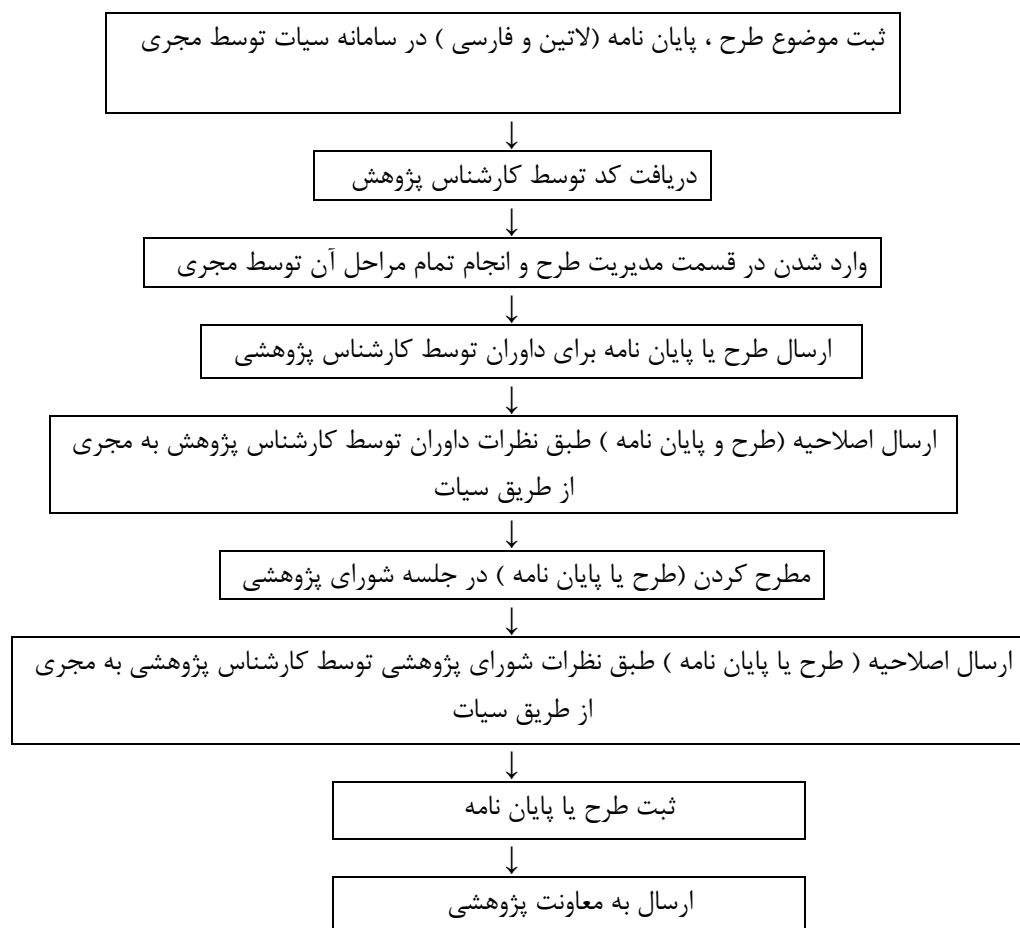 ثبت موضوع طرح ، پایان نامه (لاتین و فارسی ) در سامانه سیات توسط مجری
↓
دریافت کد توسط کارشناس پژوهش
↓
وارد شدن در قسمت مدیریت طرح و انجام تمام مراحل آن توسط مجری
↓
ارسال طرح یا پایان نامه برای داوران توسط کارشناس پژوهشی
↓
ارسال اصلاحیه (طرح و پایان نامه ) طبق نظرات داوران توسط کارشناس پژوهش به مجری
از طریق سیات
↓
مطرح کردن (طرح یا پایان نامه ) در جلسه شورای پژوهشی
↓
ارسال اصلاحیه ( طرح یا پایان نامه ) طبق نظرات شورای پژوهشی توسط کارشناس پژوهشی به مجری
از طریق سیات
↓
ثبت طرح یا پایان نامه
↓
ارسال به معاونت پژوهشی